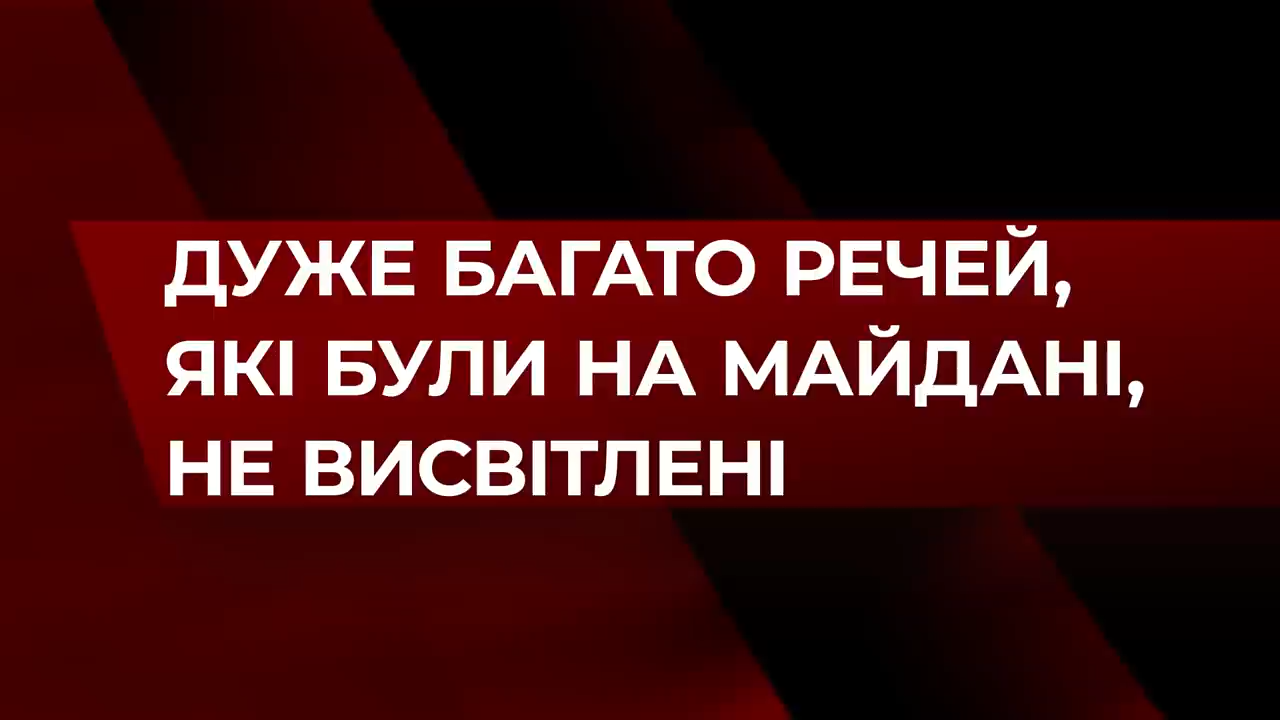 ДУЖЕ БАГАТО РЕЧЕЙ,
ЯКІ БУЛИ НА МАЙДАНІ,
НЕ ВИСВІТЛЕНІ